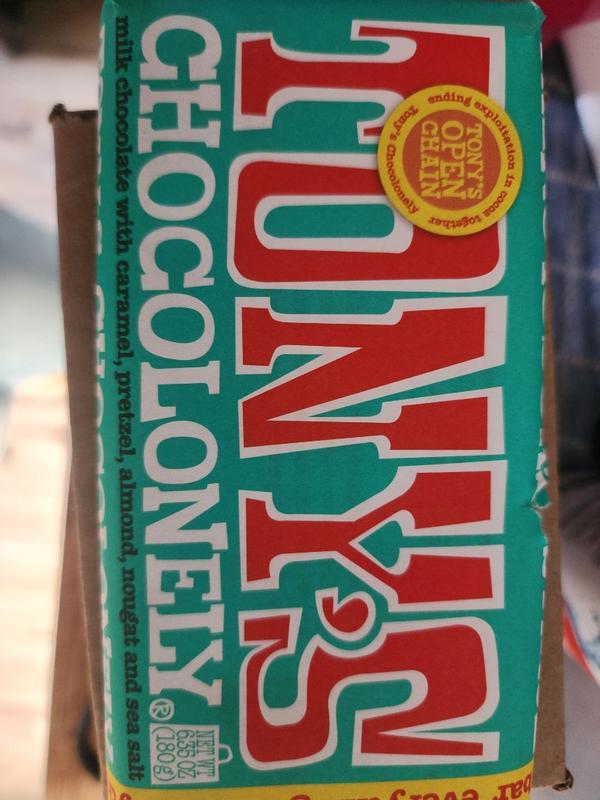 TONY'S
CHOCOLONELY®
milk chocolate with caramel, pretzel, almond, nougat and sea salt
NET WT
6.35 OZ
(180g)
Tony's Chocolonely
ending exploitation in cocoa together
TONY'S
OPEN
CHAIN